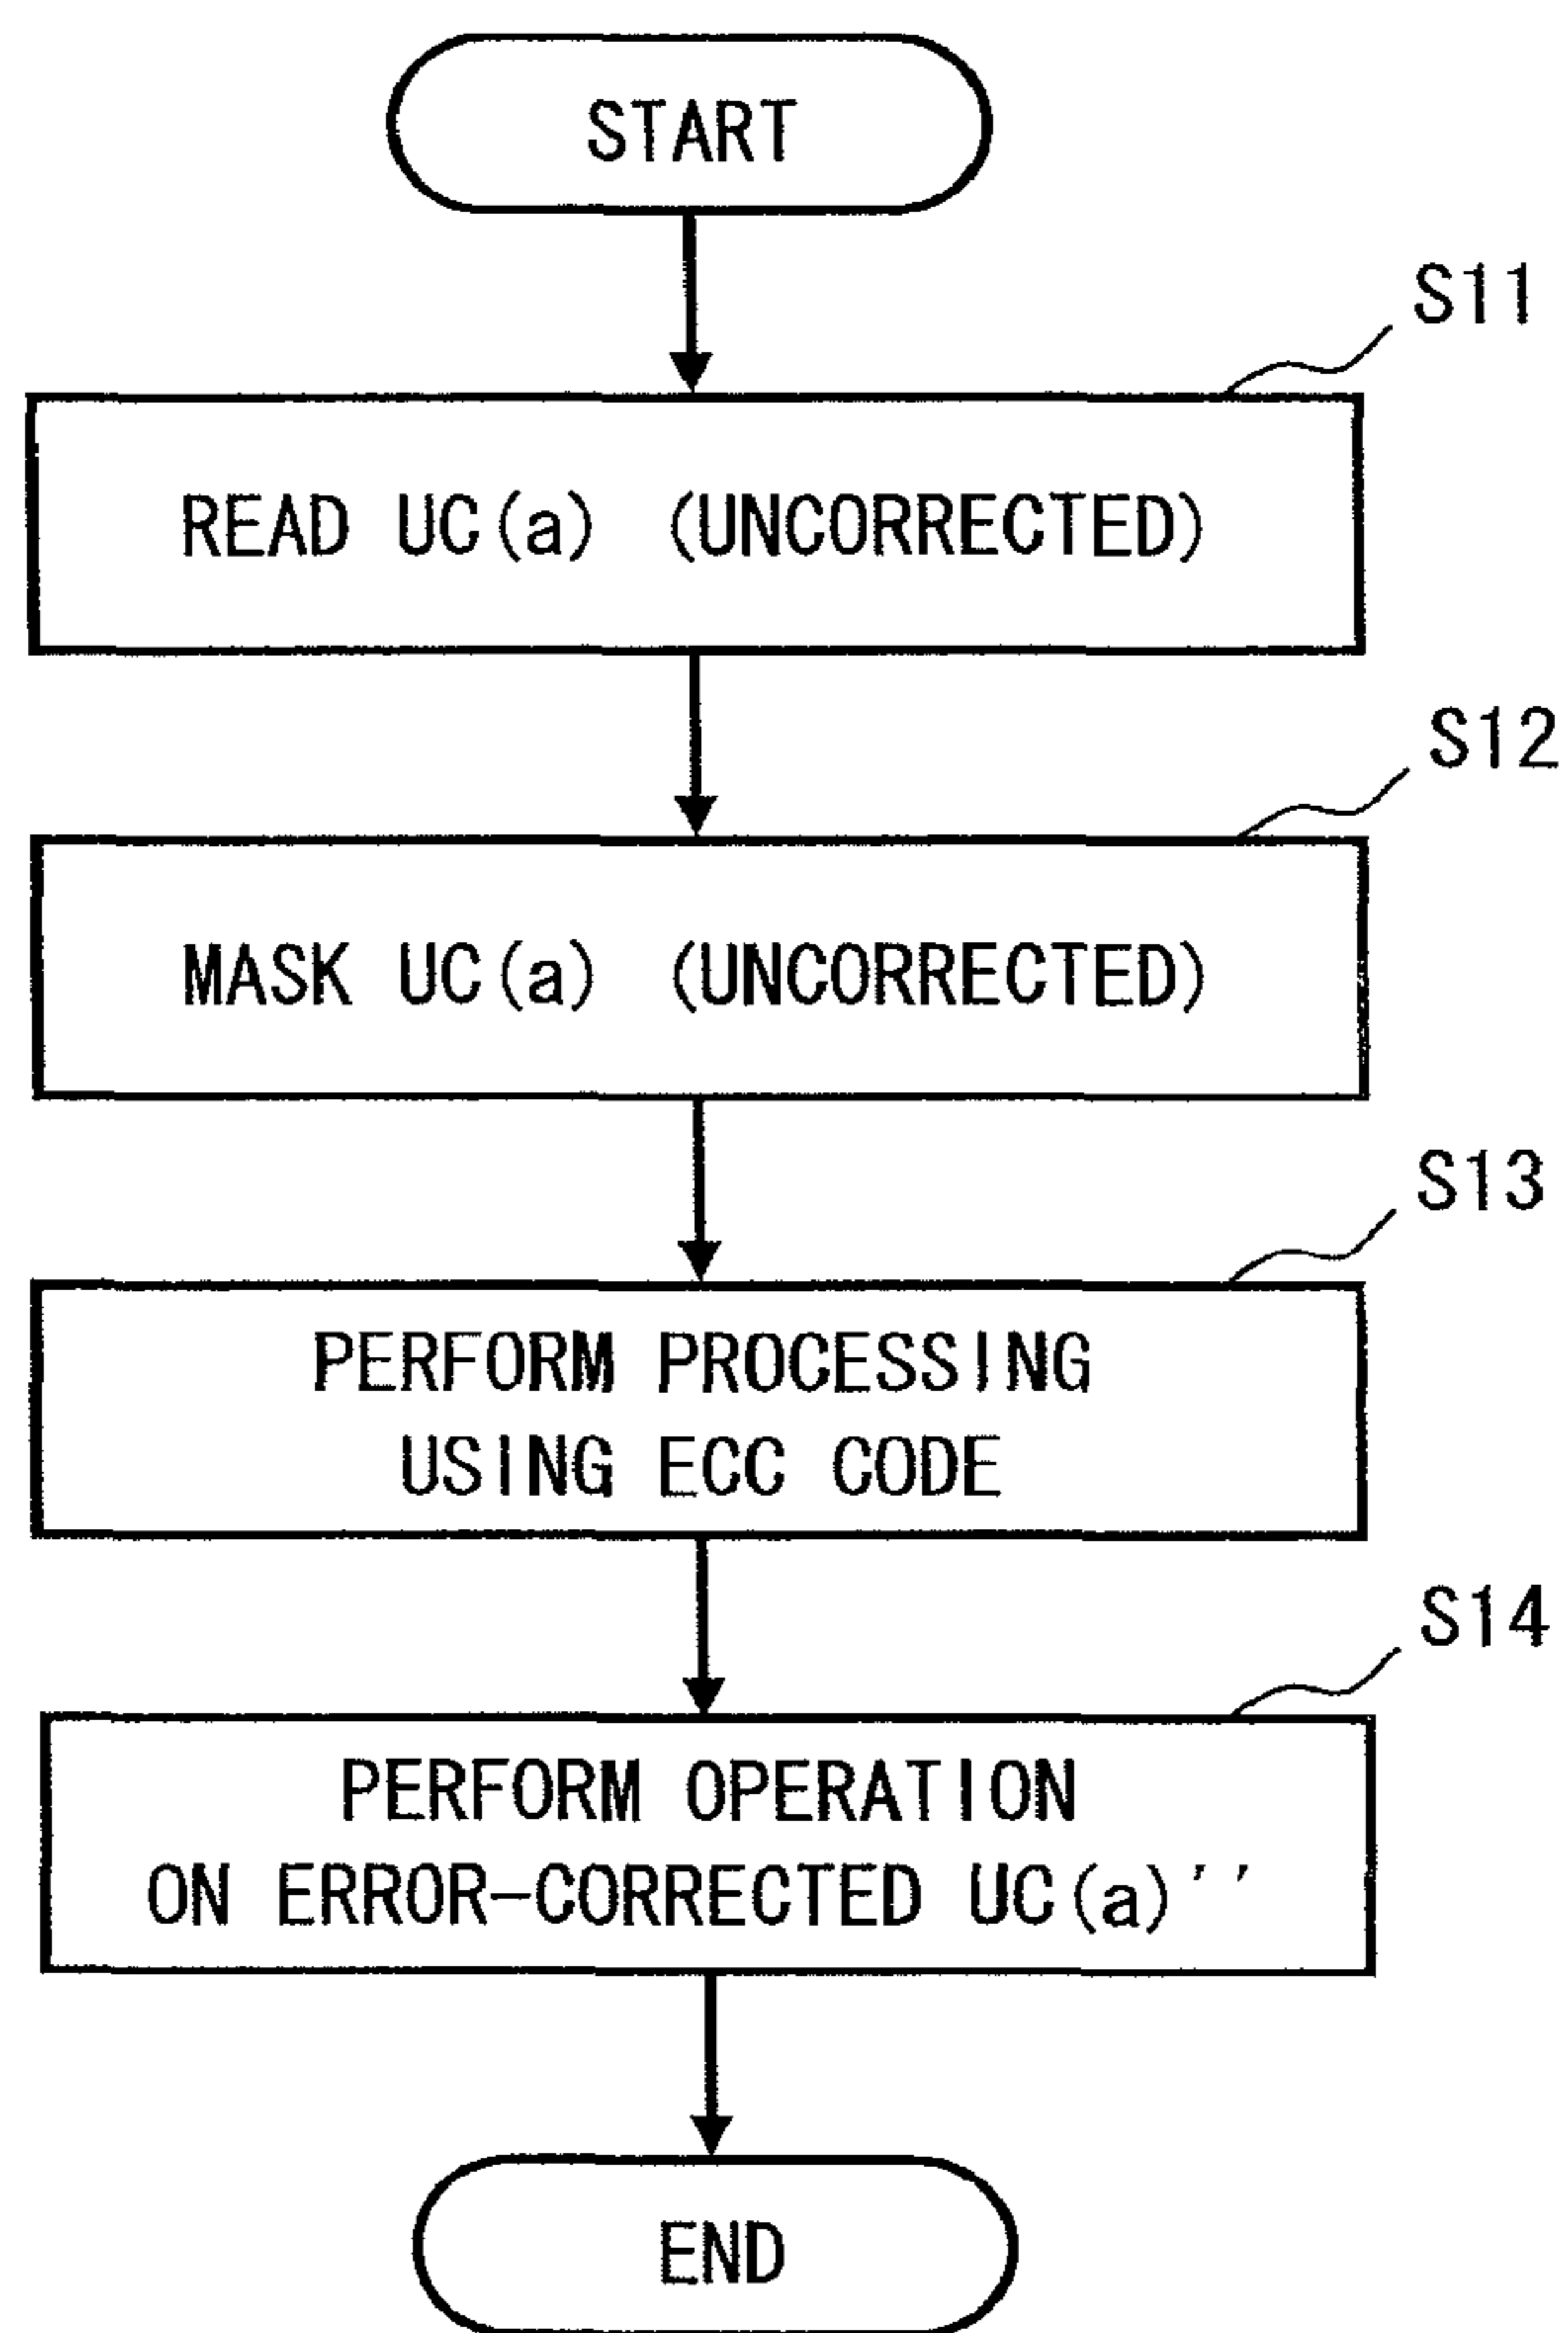 START
S11
READ UC(a) (UNCORRECTED)
S12
MASK UC(a) (UNCORRECTED)
S13
PERFORM PROCESSING
USING ECC CODE
S14
PERFORM OPERATION
ON ERROR-CORRECTED UC(a)''
END